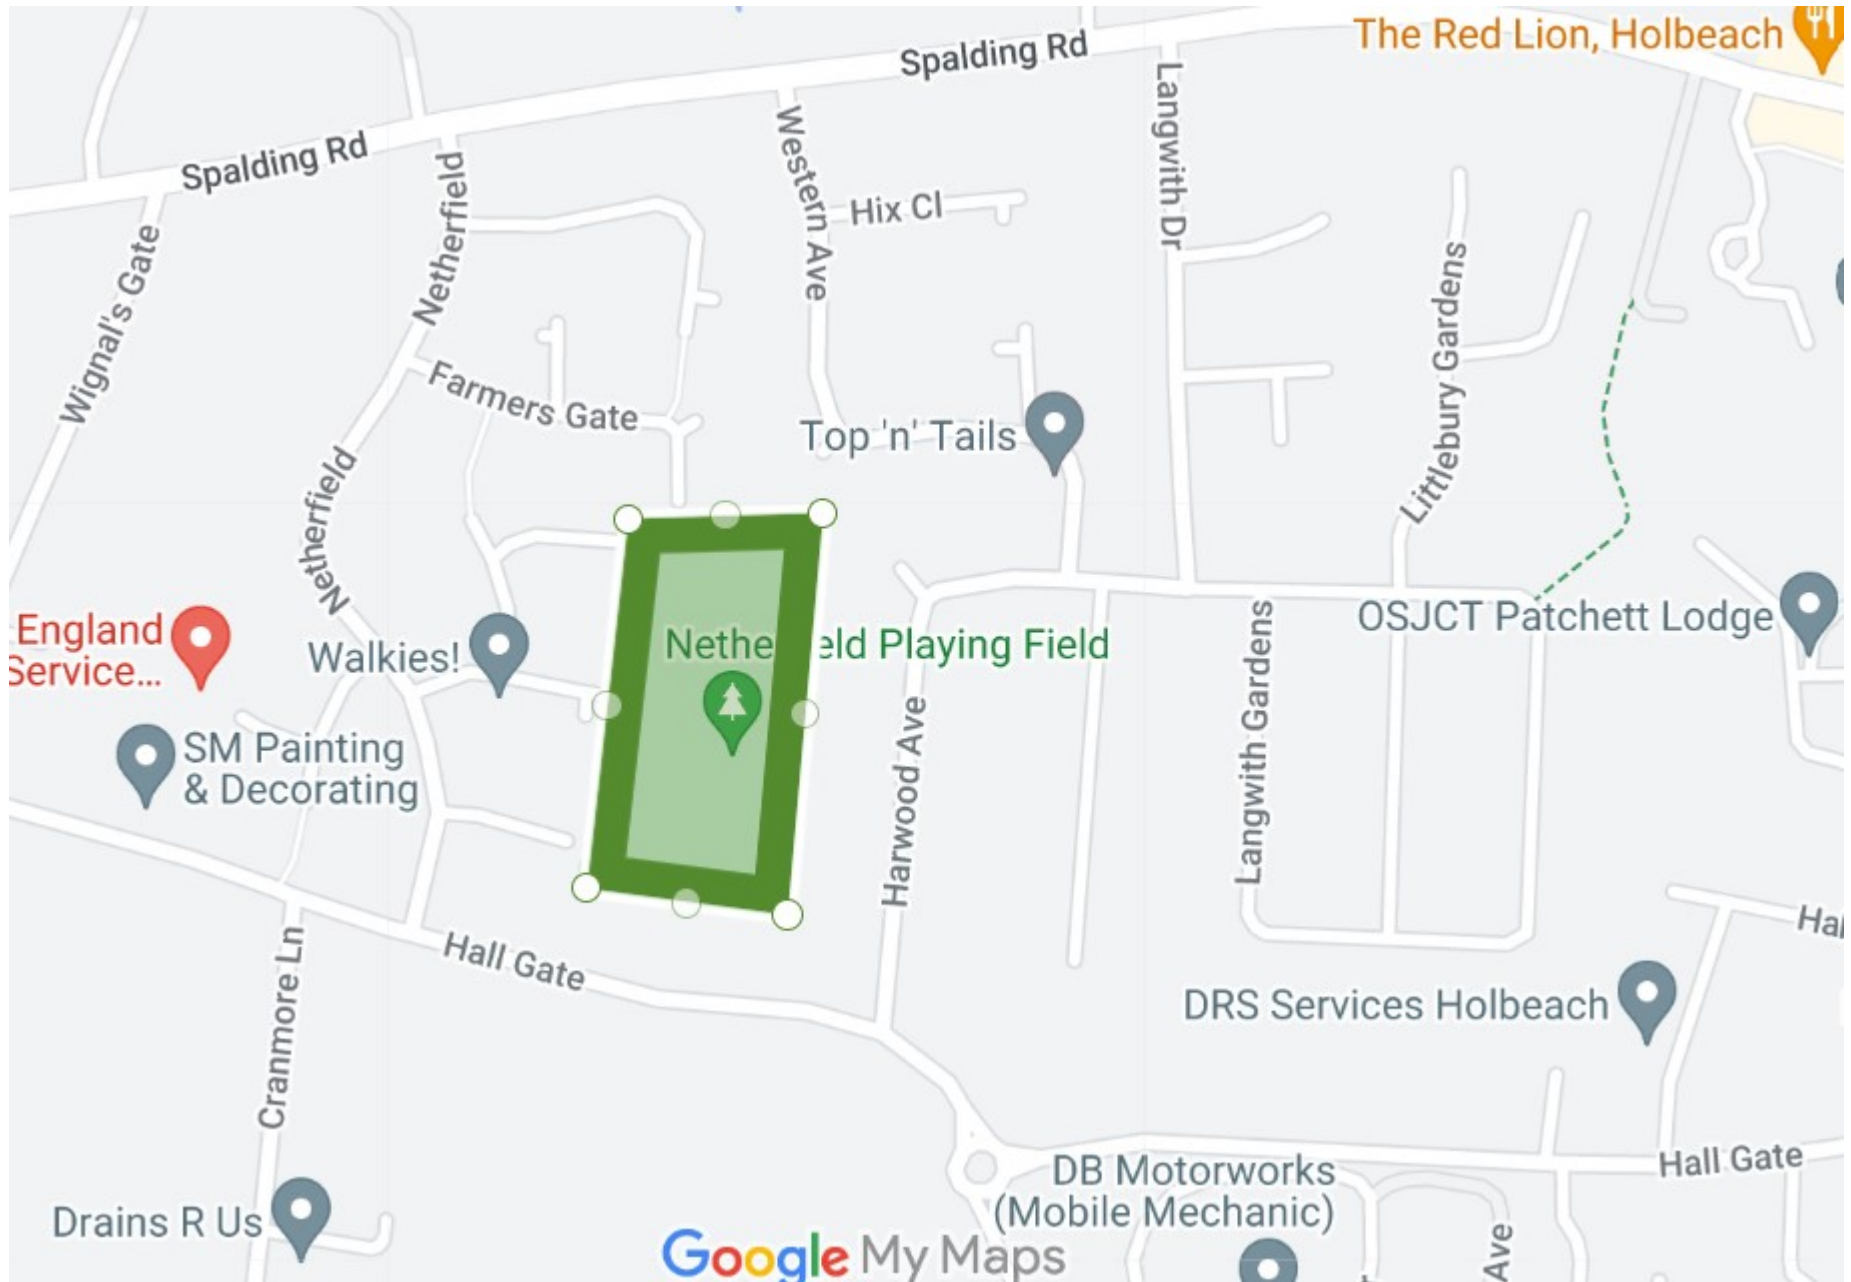 The Red Lion, Holbeach
Spalding Rd
Spalding Rd
Langwith Dr
Western Ave
Netherfield
Hix Cl
Wignal's Gate
Littlebury Gardens
Farmers Gate
Top 'n' Tails
Netherfield
England
Service...
Walkies!
Nethe eld Playing Field
OSJCT Patchett Lodge
Langwith Gardens
Harwood Ave
SM Painting
& Decorating
Hall Gate
Cranmore Ln
Hal
DRS Services Holbeach
Hall Gate
DB Motorworks
(Mobile Mechanic)
Drains R Us
Ave
Google My Maps